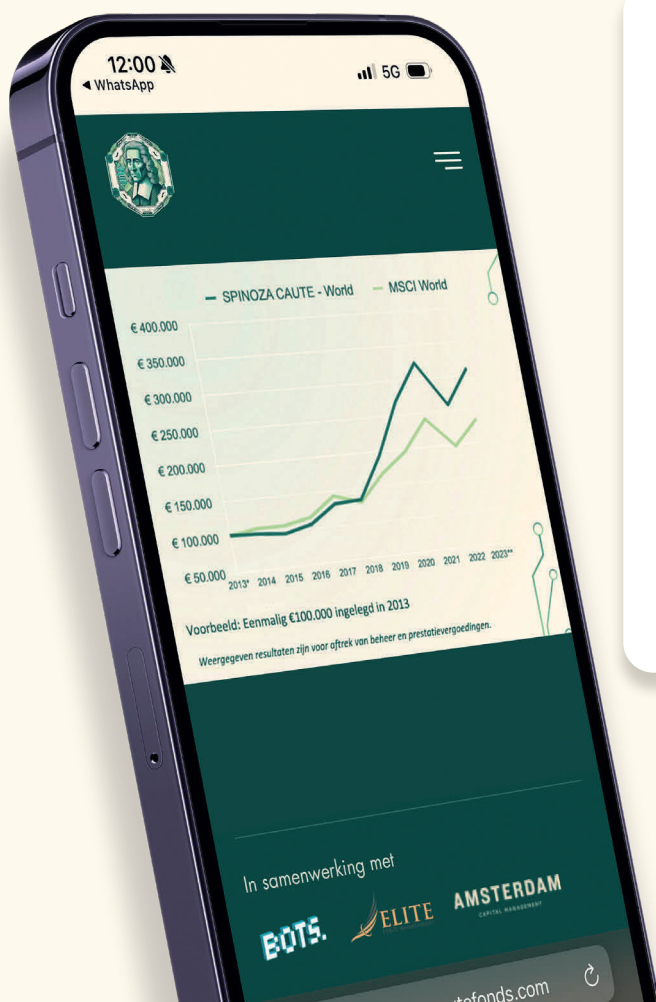 12:00
WhatsApp
5G
SPINOZA CAUTE - World
MSCI World
€ 400.000
€ 350.000
€ 300.000
€ 250.000
€ 200.000
€ 150.000
€ 100.000
€ 50.000
2013* 2014 2015 2016 2017 2018 2019 2020 2021 2022 2023**
Voorbeeld: Eenmalig €100.000 ingelegd in 2013
Weergegeven resultaten zijn voor aftrek van beheer en prestatievergoedingen.
In samenwerking met
BOTS.
ELITE
AMSTERDAM
CAPITAL MANAGEMENT